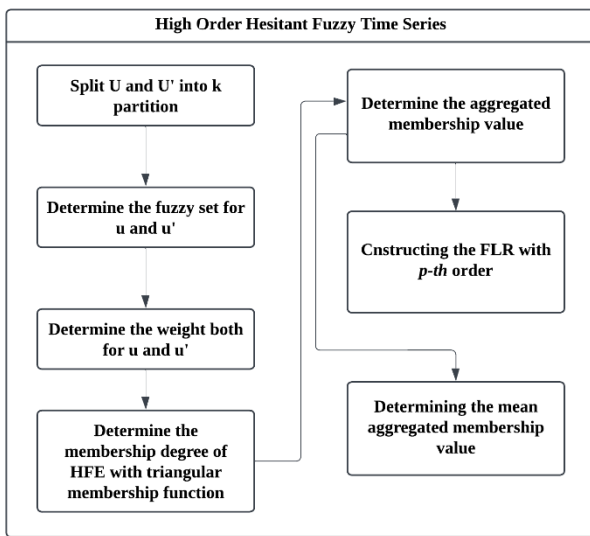 High Order Hesitant Fuzzy Time Series
Split U and U' into k
partition
Determine the fuzzy set for
u and u'
Determine the weight both
for u and u'
Determine the
membership degree of
HFE with triangular
membership function
Determine the aggregated
membership value
Cnstructing the FLR with
p-th order
Determining the mean
aggregated membership
value